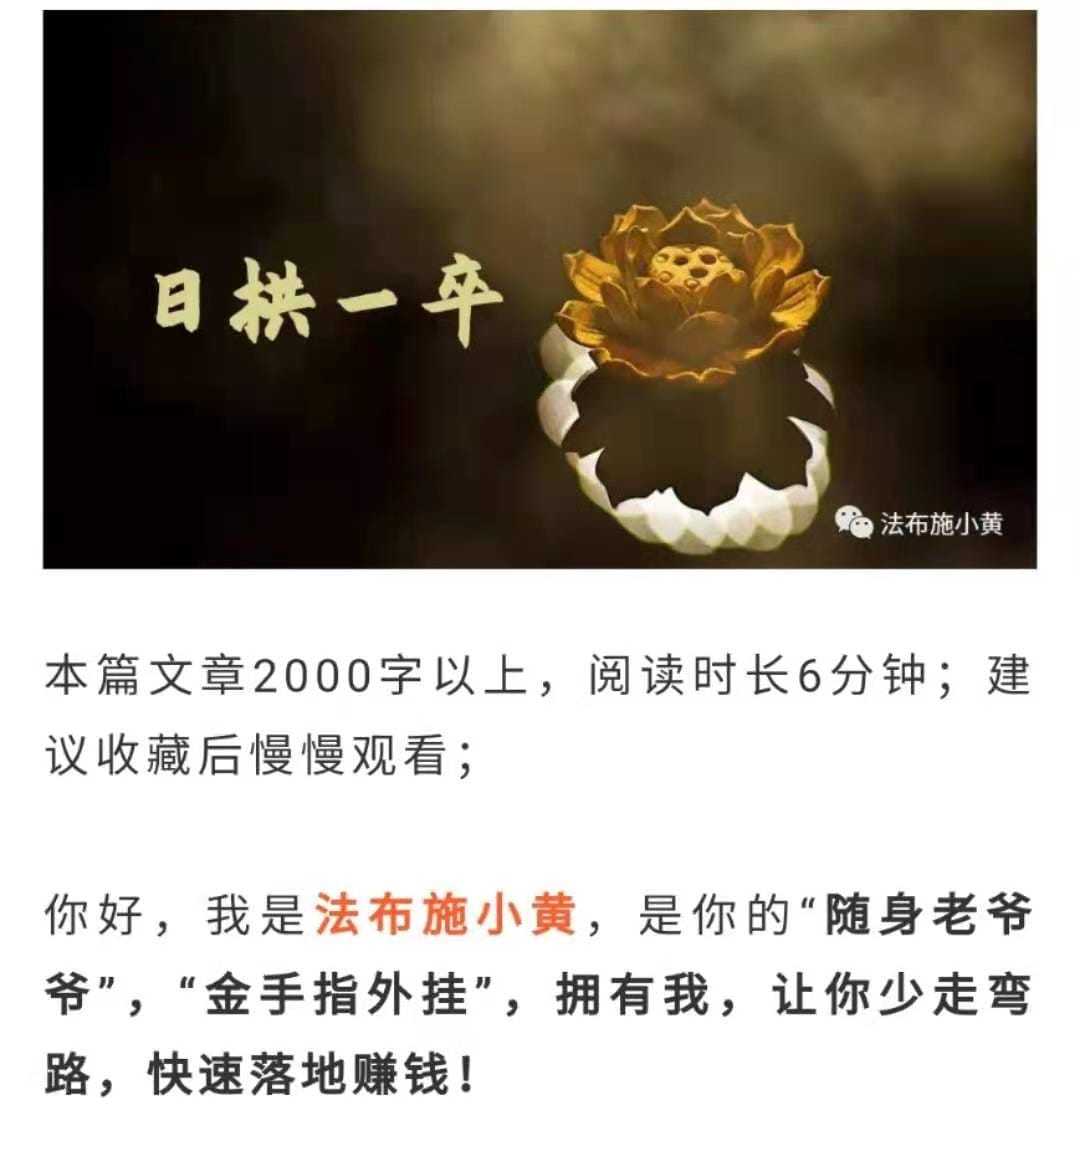 日拱一卒
法布施小黄
本篇文章2000字以上，阅读时长6分钟；建
议收藏后慢慢观看；
你好，我是法布施小黄，是你的“随身老爷
爷”，“金手指外挂”，拥有我，让你少走弯
路，快速落地赚钱！